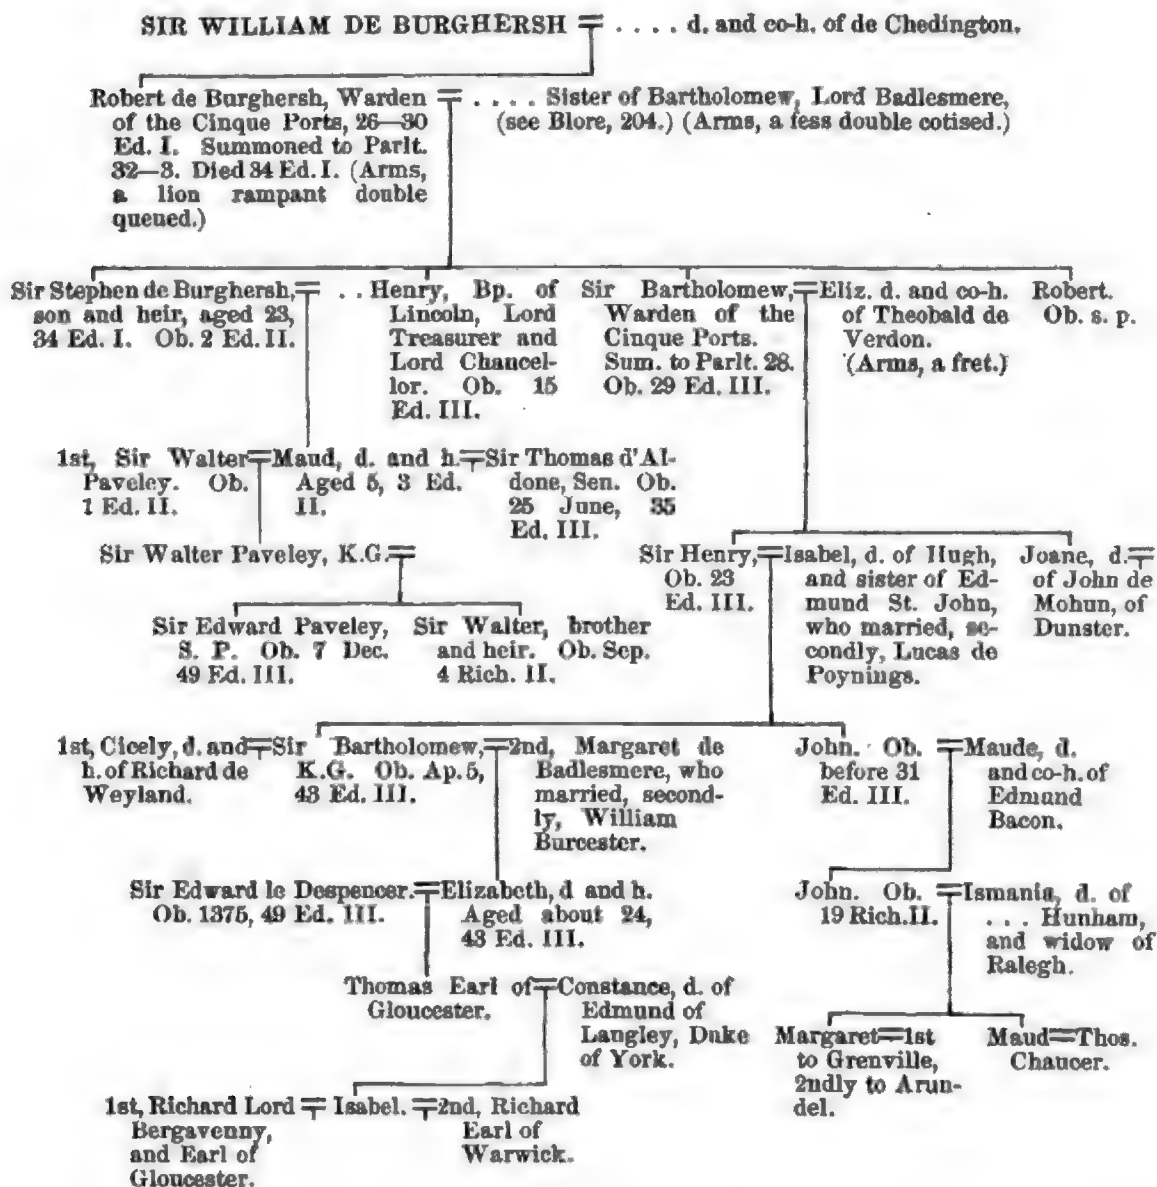 SIR WILLIAM DE BURGHERSH = . . . . d. and co-h. of de Chedington.
Robert de Burghersh, Warden
of the Cinque Ports, 26—30
Ed. I. Summoned to Parlt.
32—3. Died 34 Ed. I. (Arms,
a lion rampant double
queued.)
= . . . . Sister of Bartholomew, Lord Badlesmere,
(see Blore, 204.) (Arms, a fess double cotised.)
Sir Stephen de Burghersh,= . .
son and heir, aged 23,
34 Ed. I. Ob. 2 Ed. II.
Henry, Bp. of
Lincoln, Lord
Treasurer and
Lord Chancel-
lor. Ob. 15
Ed. III.
Sir Bartholomew,=
Warden of the
Cinque Ports.
Sum. to Parlt. 28.
Ob. 29 Ed. III.
Eliz. d. and co-h.
of Theobald de
Verdon.
(Arms, a fret.)
Robert.
Ob. s. p.
1st, Sir Walter=
Paveley. Ob.
1 Ed. II.
Maud, d. and h.=
Aged 5, 3 Ed.
II.
Sir Thomas d'Al-
done, Sen. Ob.
25 June, 35
Ed. III.
Sir Walter Paveley, K.G.=
Sir Henry,=
Ob. 23
Ed. III.
Isabel, d. of Hugh,
and sister of Ed-
mund St. John,
who married, se-
condly, Lucas de
Poynings.
Joane, d.=
of John de
Mohun, of
Dunster.
Sir Edward Paveley,
S. P. Ob. 7 Dec.
49 Ed. III.
Sir Walter, brother
and heir. Ob. Sep.
4 Rich. II.
1st, Cicely, d. and=
h. of Richard de
Weyland.
Sir Bartholomew,=
K.G. Ob. Ap. 5,
43 Ed. III.
2nd, Margaret de
Badlesmere, who
married, second-
ly, William
Burcester.
John. Ob. =
before 31
Ed. III.
Maude, d.
and co-h. of
Edmund
Bacon.
Sir Edward le Despencer.=
Ob. 1375, 49 Ed. III.
Elizabeth, d and h.
Aged about 24,
43 Ed. III.
John. Ob. =
19 Rich. II.
Ismania, d. of
. . . Hunham,
and widow of
Ralegh.
Thomas Earl of=
Gloucester.
Constance, d. of
Edmund of
Langley, Duke
of York.
Margaret=1st
to Grenville,
2ndly to Arun-
del.
Maud=Thos.
Chaucer.
1st, Richard Lord =
Bergavenny,
and Earl of
Gloucester.
Isabel. =
2nd, Richard
Earl of
Warwick.